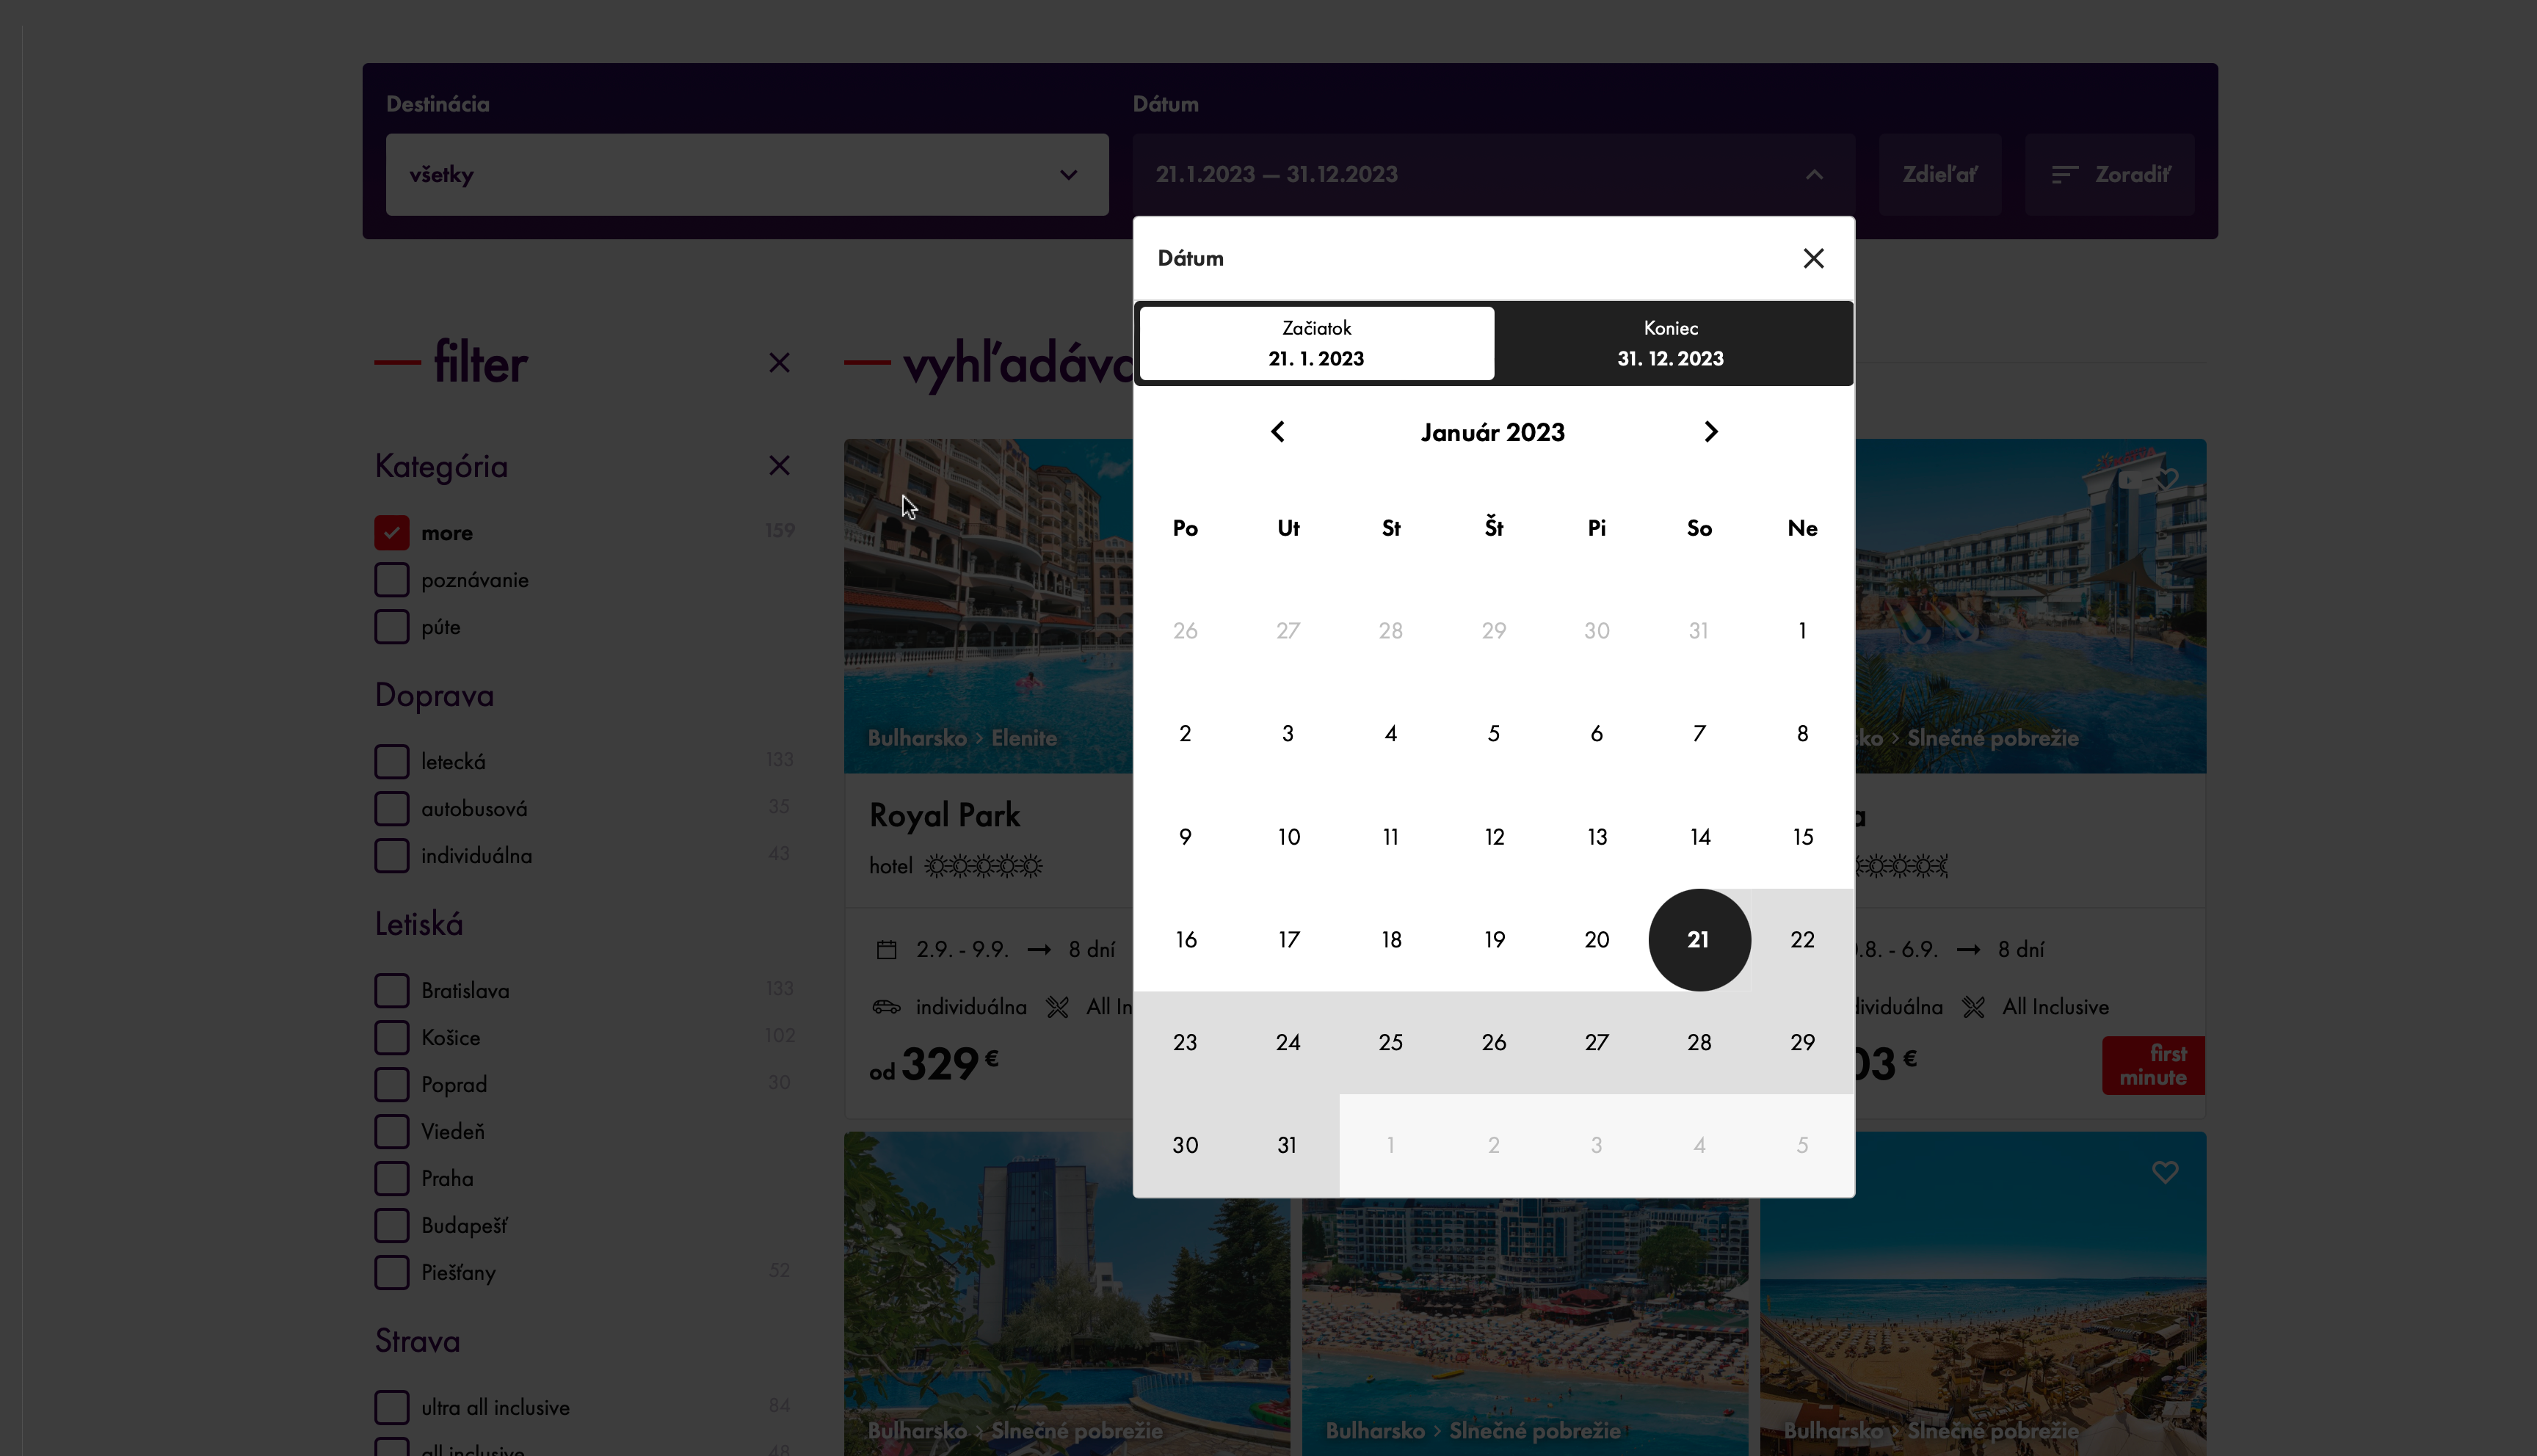 Destinácia
Dátum
všetky
21.1.2023 — 31.12.2023
Zdieľať
Zoradiť
Dátum
Začiatok
21. 1. 2023
Koniec
31. 12. 2023
Január 2023
Po Ut St Št Pi So Ne
26 27 28 29 30 31 1
2 3 4 5 6 7 8
9 10 11 12 13 14 15
16 17 18 19 20 21 22
23 24 25 26 27 28 29
30 31 1 2 3 4 5
filter
Kategória
more 159
poznávanie
púte
Doprava
letecká 133
autobusová 35
individuálna 43
Letiská
Bratislava 133
Košice 102
Poprad 30
Viedeň
Praha
Budapešť
Piešťany 52
Strava
ultra all inclusive 84
all inclusive 48
Bulharsko > Elenite
Royal Park
hotel
2.9. - 9.9. → 8 dní
individuálna
od 329 €
Slnečné pobrežie
.8. - 6.9. → 8 dní
All Inclusive
€
first
minute
Bulharsko > Slnečné pobrežie
Bulharsko > Slnečné pobrežie
Bulharsko > Slnečné pobrežie